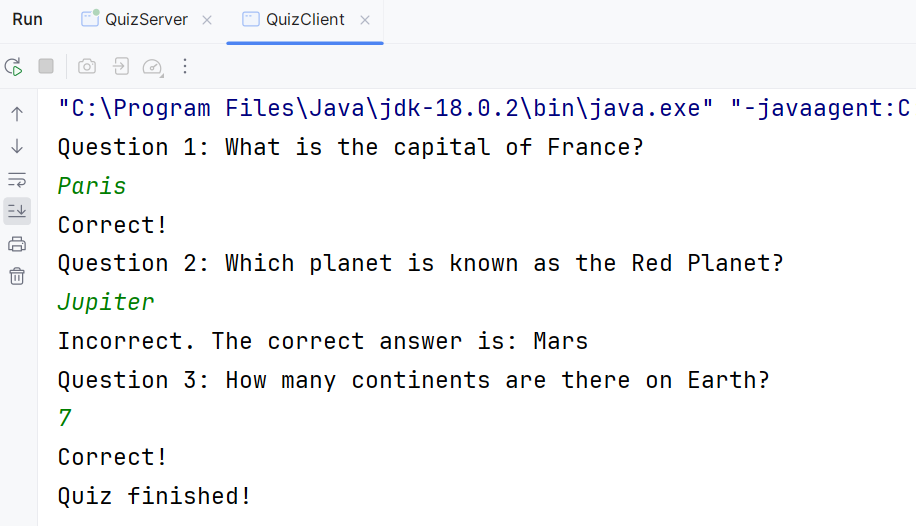 Run QuizServer QuizClient
"C:\Program Files\Java\jdk-18.0.2\bin\java.exe" "-javaagent:C
Question 1: What is the capital of France?
Paris
Correct!
Question 2: Which planet is known as the Red Planet?
Jupiter
Incorrect. The correct answer is: Mars
Question 3: How many continents are there on Earth?
7
Correct!
Quiz finished!